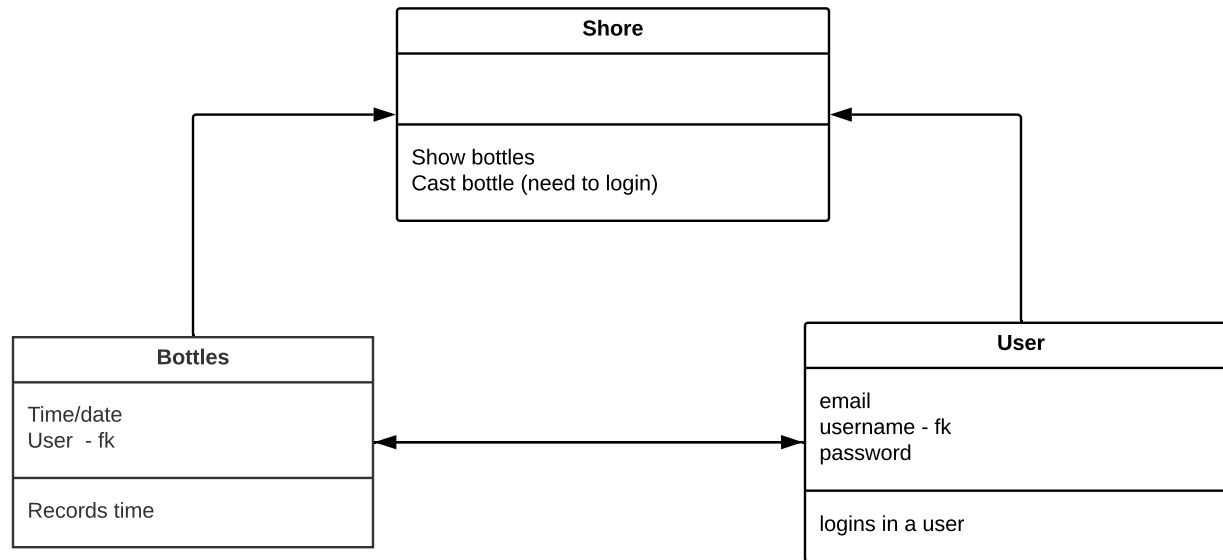 Shore
Show bottles
Cast bottle (need to login)
Bottles
Time/date
User  - fk
Records time
User
email
username - fk
password
logins in a user